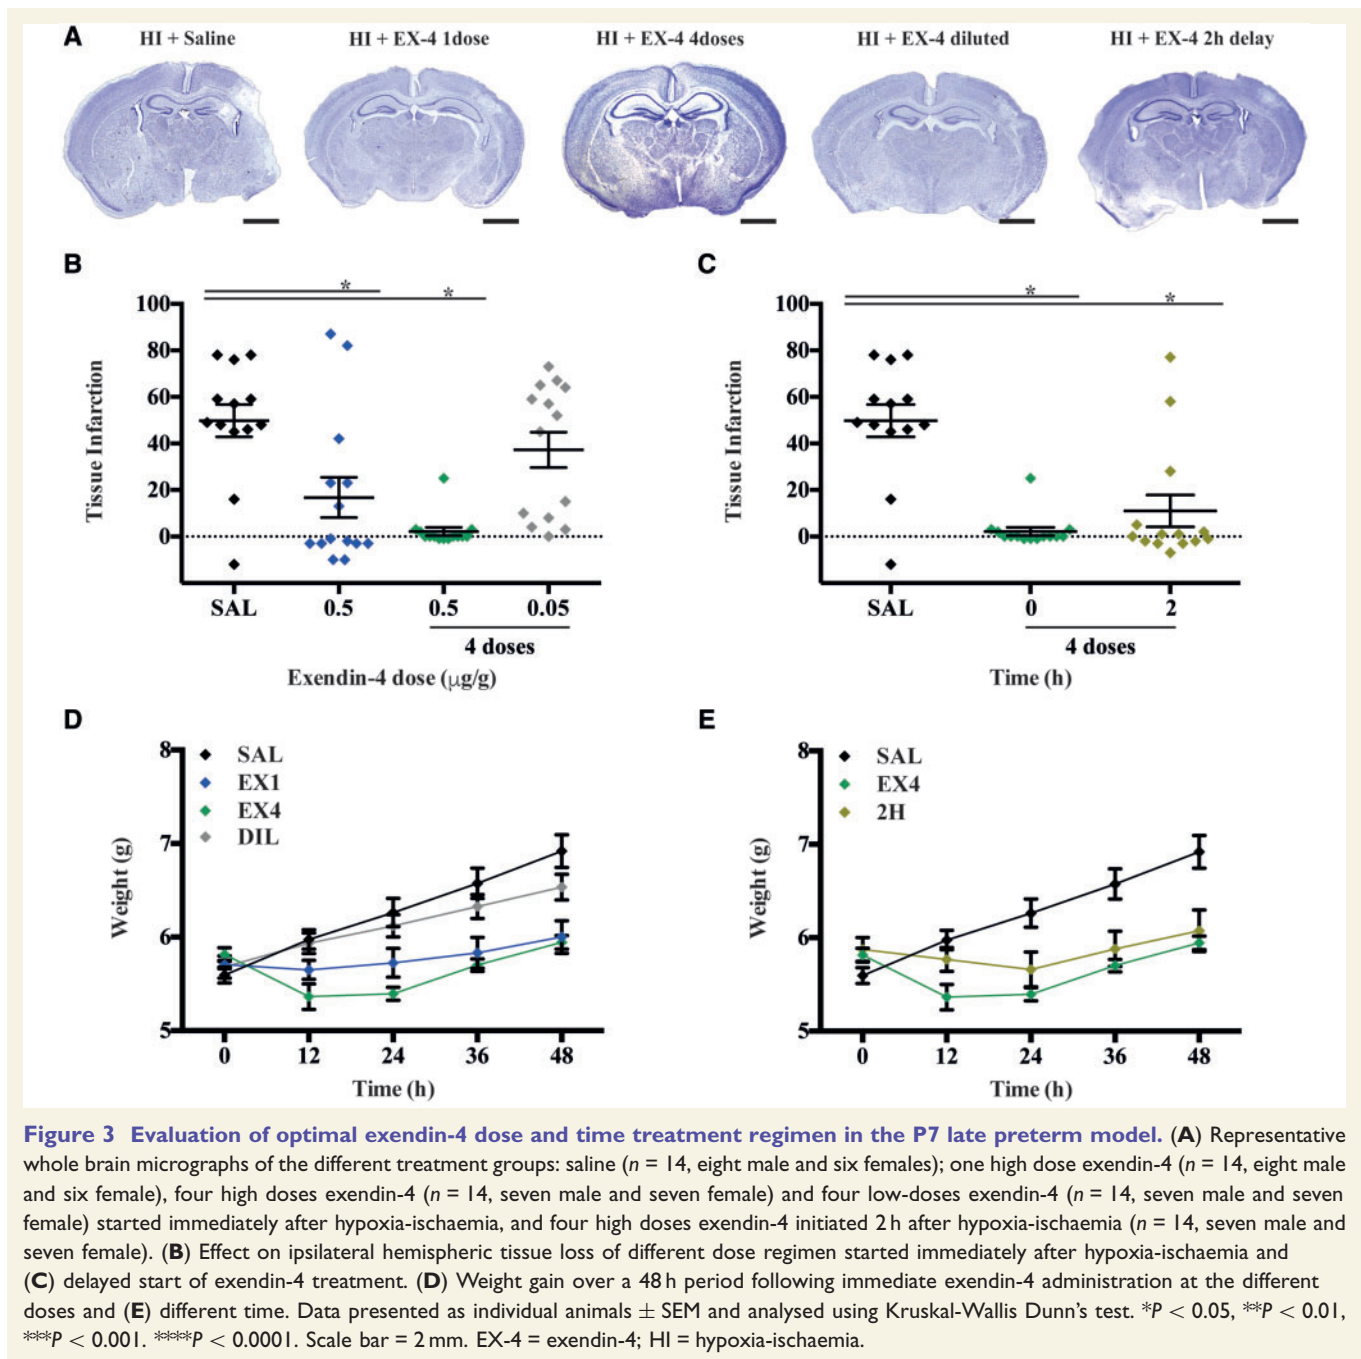 A
HI + Saline
HI + EX-4 1dose
HI + EX-4 4doses
HI + EX-4 diluted
HI + EX-4 2h delay
B
*
*
Tissue Infarction
100
80
60
40
20
0
SAL
0.5
0.5
0.05
4 doses
Exendin-4 dose (μg/g)
C
*
*
Tissue Infarction
100
80
60
40
20
0
SAL
0
2
4 doses
Time (h)
D
SAL
EX1
EX4
DIL
Weight (g)
8
7
6
5
0
12
24
36
48
Time (h)
E
SAL
EX4
2H
Weight (g)
8
7
6
5
0
12
24
36
48
Time (h)
Figure 3 Evaluation of optimal exendin-4 dose and time treatment regimen in the P7 late preterm model. (A) Representative
whole brain micrographs of the different treatment groups: saline (n = 14, eight male and six females); one high dose exendin-4 (n = 14, eight male
and six female), four high doses exendin-4 (n = 14, seven male and seven female) and four low-doses exendin-4 (n = 14, seven male and seven
female) started immediately after hypoxia-ischaemia, and four high doses exendin-4 initiated 2 h after hypoxia-ischaemia (n = 14, seven male and
seven female). (B) Effect on ipsilateral hemispheric tissue loss of different dose regimen started immediately after hypoxia-ischaemia and
(C) delayed start of exendin-4 treatment. (D) Weight gain over a 48 h period following immediate exendin-4 administration at the different
doses and (E) different time. Data presented as individual animals ± SEM and analysed using Kruskal-Wallis Dunn's test. *P < 0.05, **P < 0.01,
***P < 0.001. ****P < 0.0001. Scale bar = 2 mm. EX-4 = exendin-4; HI = hypoxia-ischaemia.